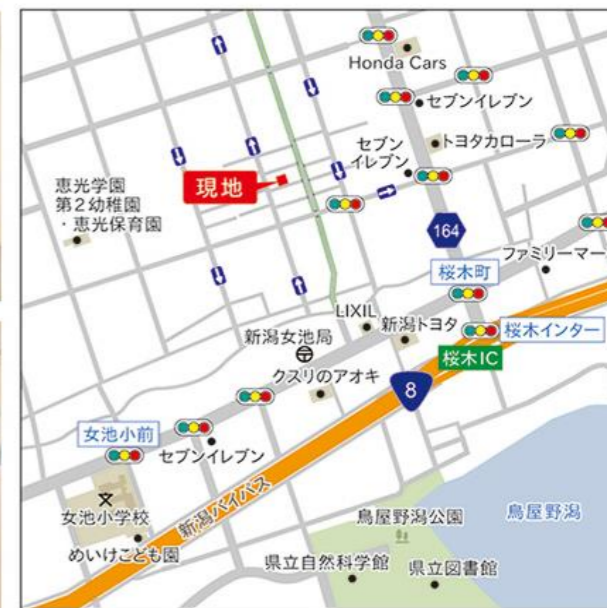 Honda Cars
セブンイレブン
セブン
イレブン
トヨタカローラ
現地
恵光学園
第2幼稚園
・恵光保育園
164
ファミリーマー
桜木町
LIXIL
新潟トヨタ
桜木インター
新潟女池局
桜木IC
クスリのアオキ
8
女池小前
セブンイレブン
新潟バイパス
女池小学校
鳥屋野潟公園
鳥屋野潟
めいけこども園
県立自然科学館
県立図書館